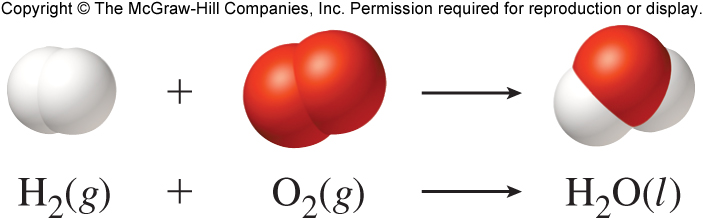 Copyright © The McGraw-Hill Companies, Inc. Permission required for reproduction or display.
+
H₂(g) + O₂(g) ⟶ H₂O(l)